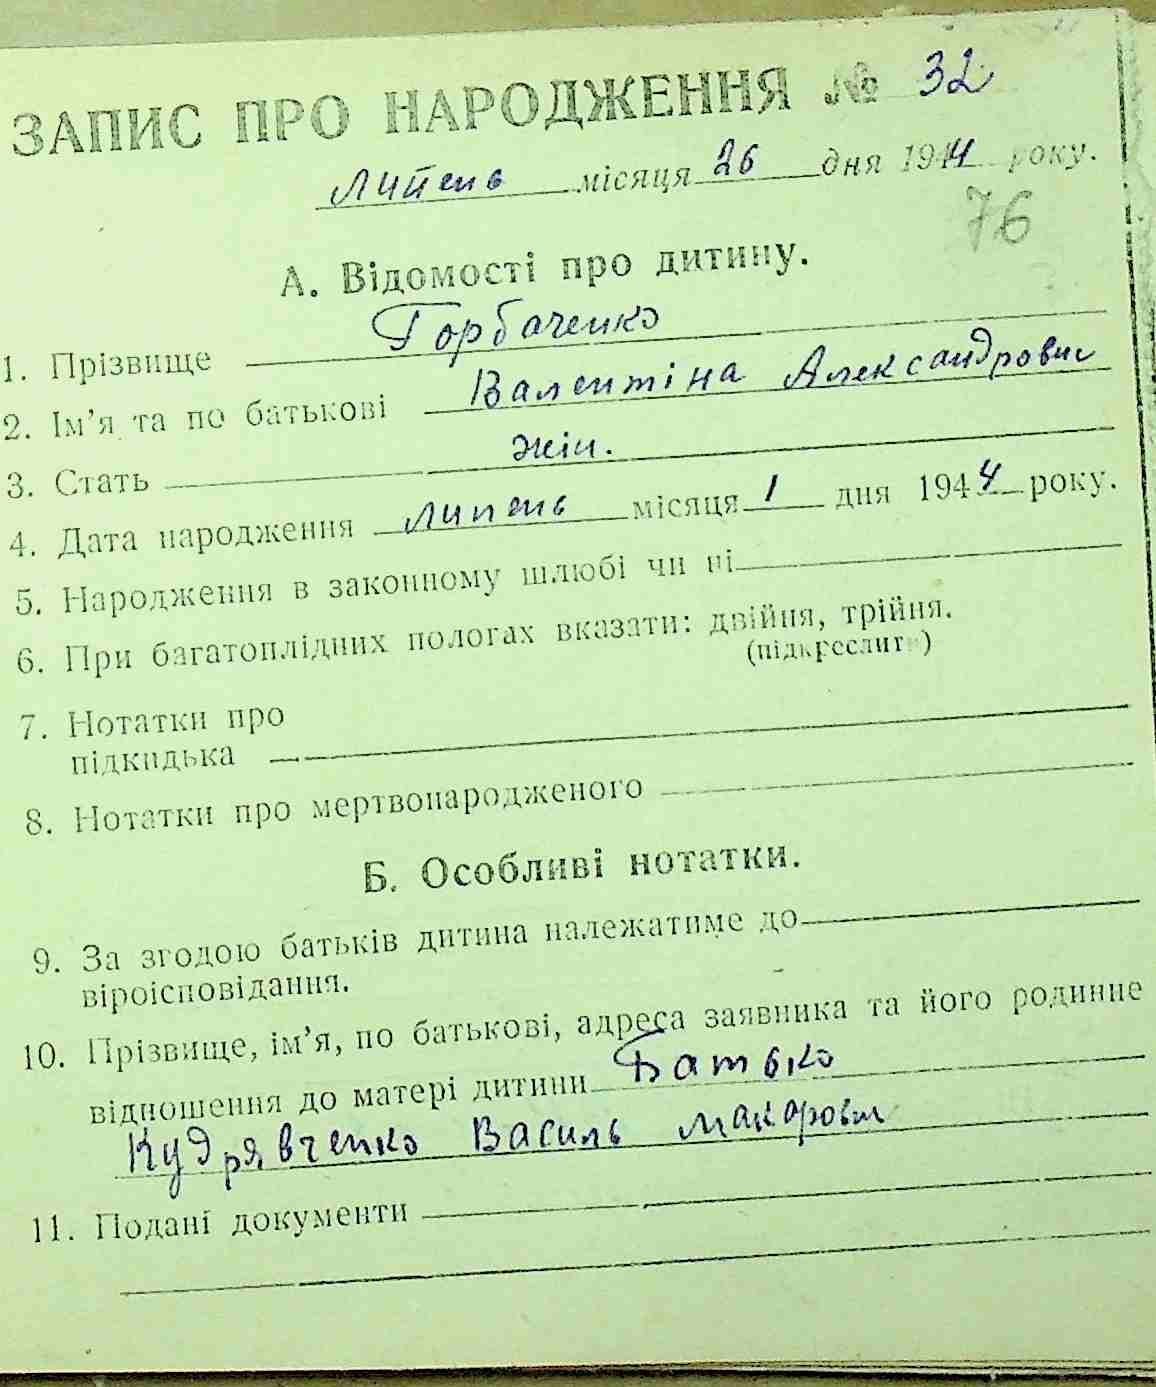 ЗАПИС ПРО НАРОДЖЕННЯ № 32
липень місяця 26 дня 1944 року.
76
А. Відомості про дитину.
1. Прізвище Горбаченко
2. Ім’я та по батькові Валентіна Александровис
3. Стать жін.
4. Дата народження липень місяця 1 дня 1944 року.
5. Народження в законному шлюбі чи ні
6. При багатоплідних пологах вказати: двійня, трійня.
(підкреслити)
7. Нотатки про
підкидька
8. Нотатки про мертвонародженого
Б. Особливі нотатки.
9. За згодою батьків дитина належатиме до
віроісповідання.
10. Прізвище, ім’я, по батькові, адреса заявника та його родинне
відношення до матері дитини Батько
Кудрявченко Василь Макарович
11. Подані документи